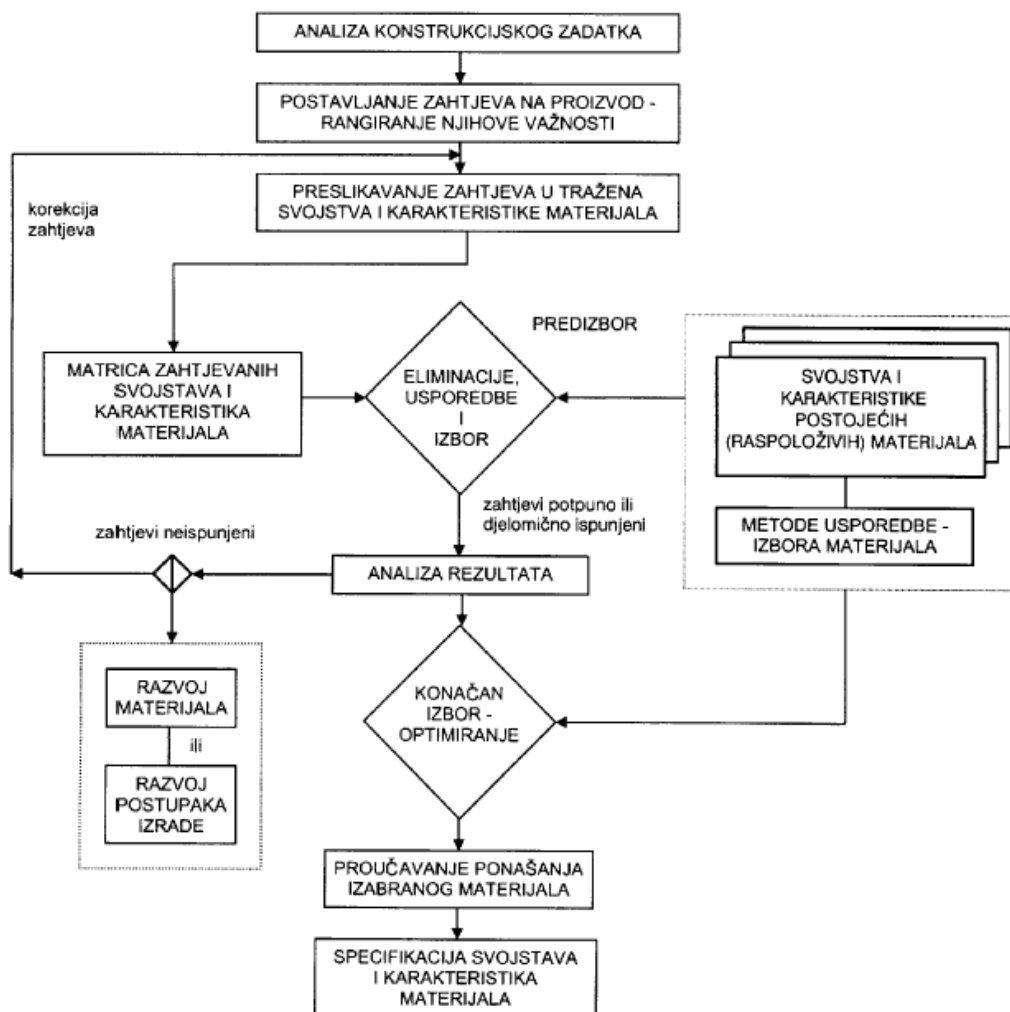 ANALIZA KONSTRUKCIJSKOG ZADATKA
POSTAVLJANJE ZAHTJEVA NA PROIZVOD -
RANGIRANJE NJIHOVE VAŽNOSTI
PRESLIKAVANJE ZAHTJEVA U TRAŽENA
SVOJSTVA I KARAKTERISTIKE MATERIJALA
korekcija
zahtjeva
MATRICA ZAHTJEVANIH
SVOJSTAVA I
KARAKTERISTIKA
MATERIJALA
ELIMINACIJE,
USPOREDBE
I
IZBOR
PREDIZBOR
SVOJSTVA I
KARAKTERISTIKE
POSTOJEĆIH
(RASPOLOŽIVIH) MATERIJALA
METODE USPOREDBE -
IZBORA MATERIJALA
zahtjevi potpuno ili
djelomično ispunjeni
zahtjevi neispunjeni
ANALIZA REZULTATA
RAZVOJ
MATERIJALA
ili
RAZVOJ
POSTUPAKA
IZRADE
KONAČAN
IZBOR -
OPTIMIRANJE
PROUČAVANJE PONAŠANJA
IZABRANOG MATERIJALA
SPECIFIKACIJA SVOJSTAVA
I KARAKTERISTIKA
MATERIJALA